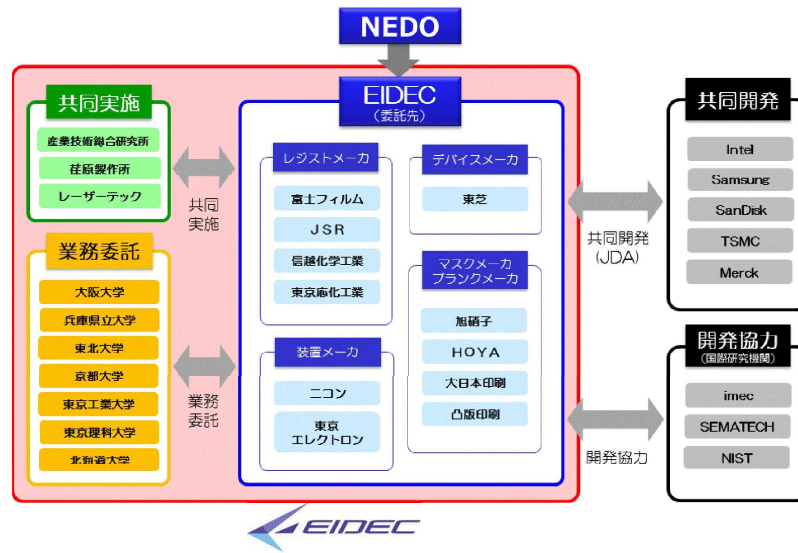 NEDO
EIDEC
(委託先)
共同実施
産業技術総合研究所
荏原製作所
レーザーテック
共同
実施
業務委託
大阪大学
兵庫県立大学
東北大学
京都大学
東京工業大学
東京理科大学
北海道大学
業務
委託
レジストメーカ
富士フィルム
JSR
信越化学工業
東京応化工業
装置メーカ
ニコン
東京
エレクトロン
デバイスメーカ
東芝
マスクメーカ
ブランクメーカ
旭硝子
HOYA
大日本印刷
凸版印刷
共同開発
(JDA)
開発協力
共同開発
Intel
Samsung
SanDisk
TSMC
Merck
開発協力
(国際研究機関)
imec
SEMATECH
NIST
EIDEC